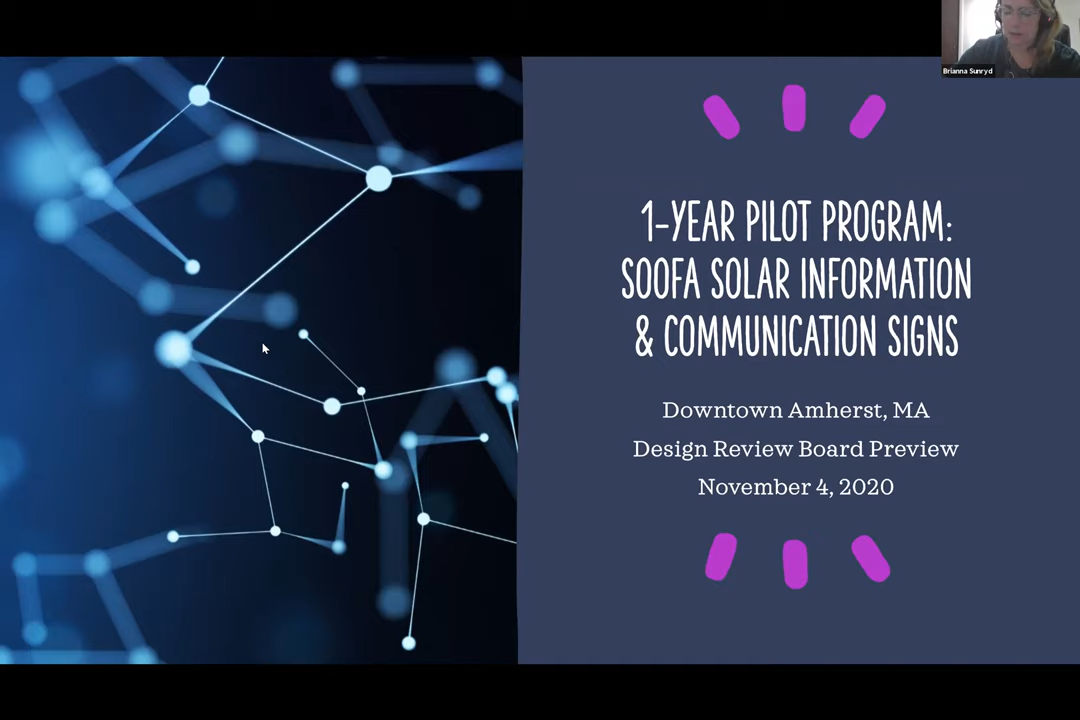 Brianna Sunryd
1-YEAR PILOT PROGRAM:
SOOFA SOLAR INFORMATION
& COMMUNICATION SIGNS
Downtown Amherst, MA
Design Review Board Preview
November 4, 2020